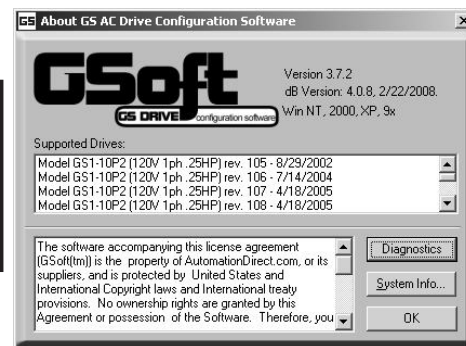 GS About GS AC Drive Configuration Software
GSoft
GS DRIVE configuration software
Version 3.7.2
dB Version: 4.0.8, 2/22/2008.
Win NT, 2000, XP, 9x
Supported Drives:
Model GS1-10P2 (120V 1ph .25HP) rev. 105 - 8/29/2002
Model GS1-10P2 (120V 1ph .25HP) rev. 106 - 7/14/2004
Model GS1-10P2 (120V 1ph .25HP) rev. 107 - 4/18/2005
Model GS1-10P2 (120V 1ph .25HP) rev. 108 - 4/18/2005
The software accompanying this license agreement
(GSoft(tm)) is the property of AutomationDirect.com, or its
suppliers, and is protected by United States and
International Copyright laws and International treaty
provisions. No ownership rights are granted by this
Agreement or possession of the Software. Therefore, you
Diagnostics
System Info...
OK